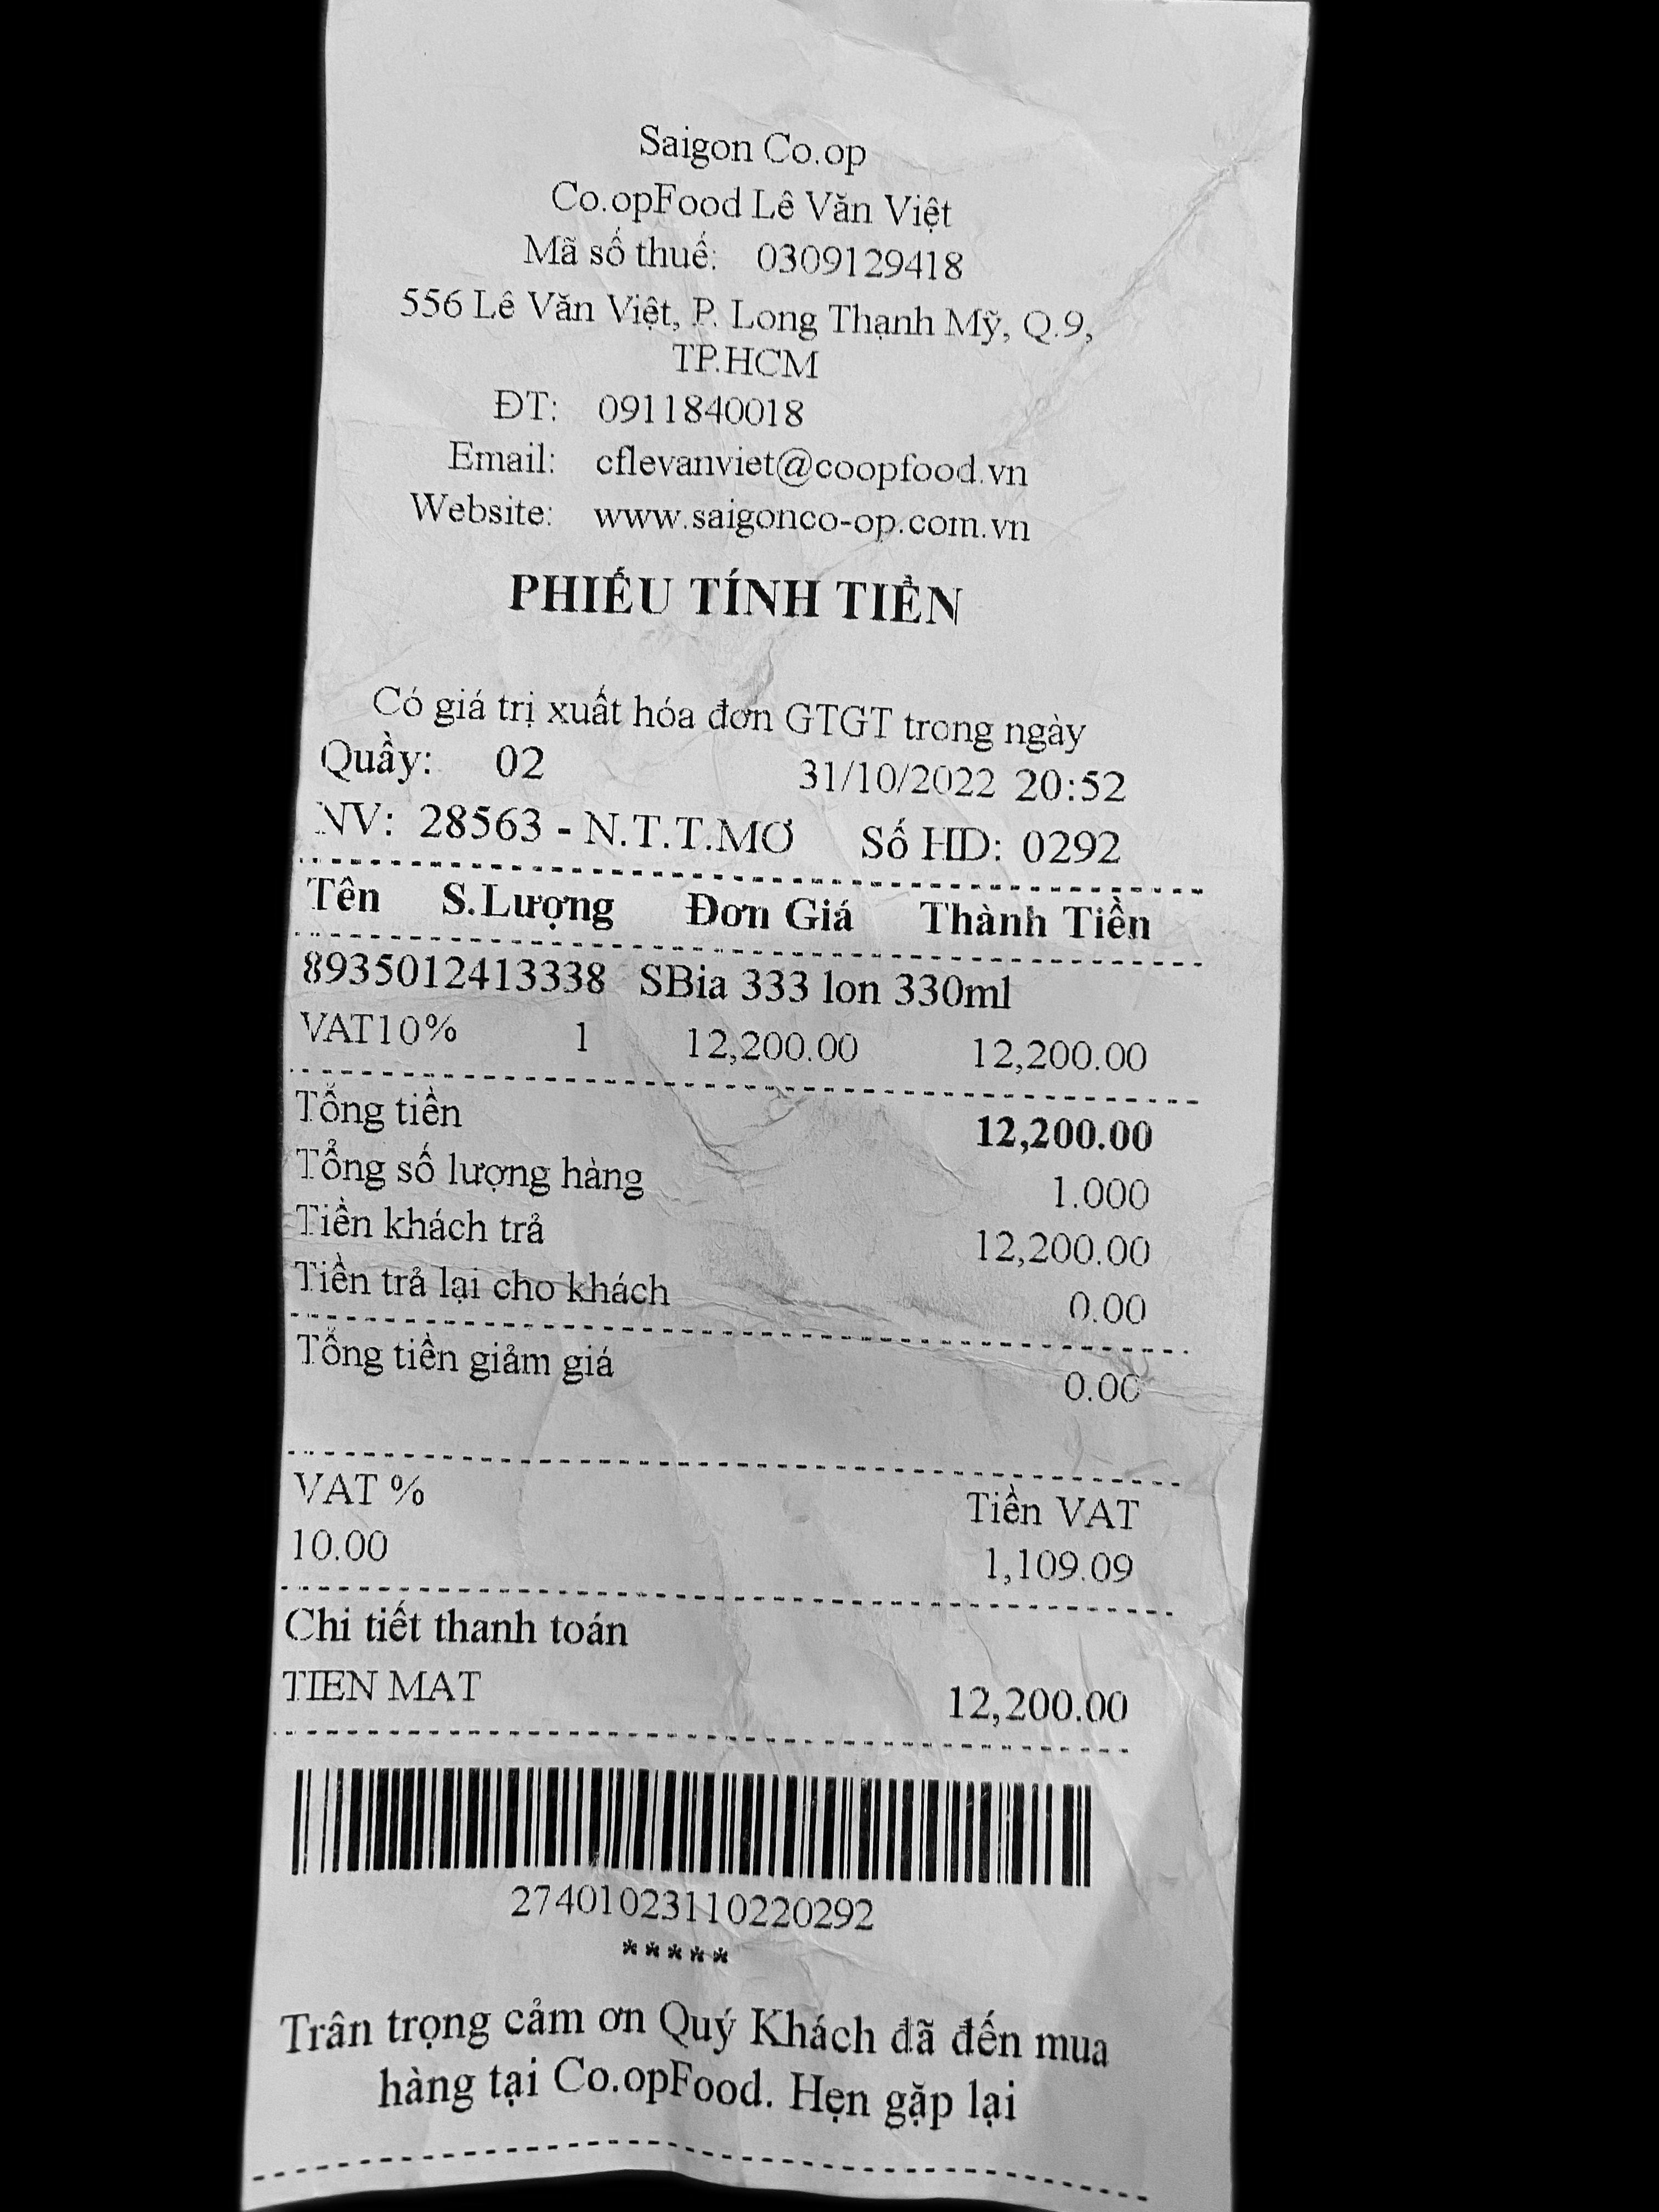 Saigon Co.op
Co.opFood Lê Văn Việt
Mã số thuế: 0309129418
556 Lê Văn Việt, P. Long Thạnh Mỹ, Q.9,
TP.HCM
ĐT: 0911840018
Email: cflevanviet@coopfood.vn
Website: www.saigonco-op.com.vn
PHIẾU TÍNH TIỀN
Có giá trị xuất hóa đơn GTGT trong ngày
Quầy: 02 31/10/2022 20:52
NV: 28563 - N.T.T.MƠ Số HD: 0292
Tên S.Lượng Đơn Giá Thành Tiền
8935012413338 SBia 333 lon 330ml
VAT10% 1 12,200.00 12,200.00
Tổng tiền 12,200.00
Tổng số lượng hàng 1.000
Tiền khách trả 12,200.00
Tiền trả lại cho khách 0.00
Tổng tiền giảm giá 0.00
VAT % Tiền VAT
10.00 1,109.09
Chi tiết thanh toán
TIEN MAT 12,200.00
27401023110220292
*****
Trân trọng cảm ơn Quý Khách đã đến mua
hàng tại Co.opFood. Hẹn gặp lại